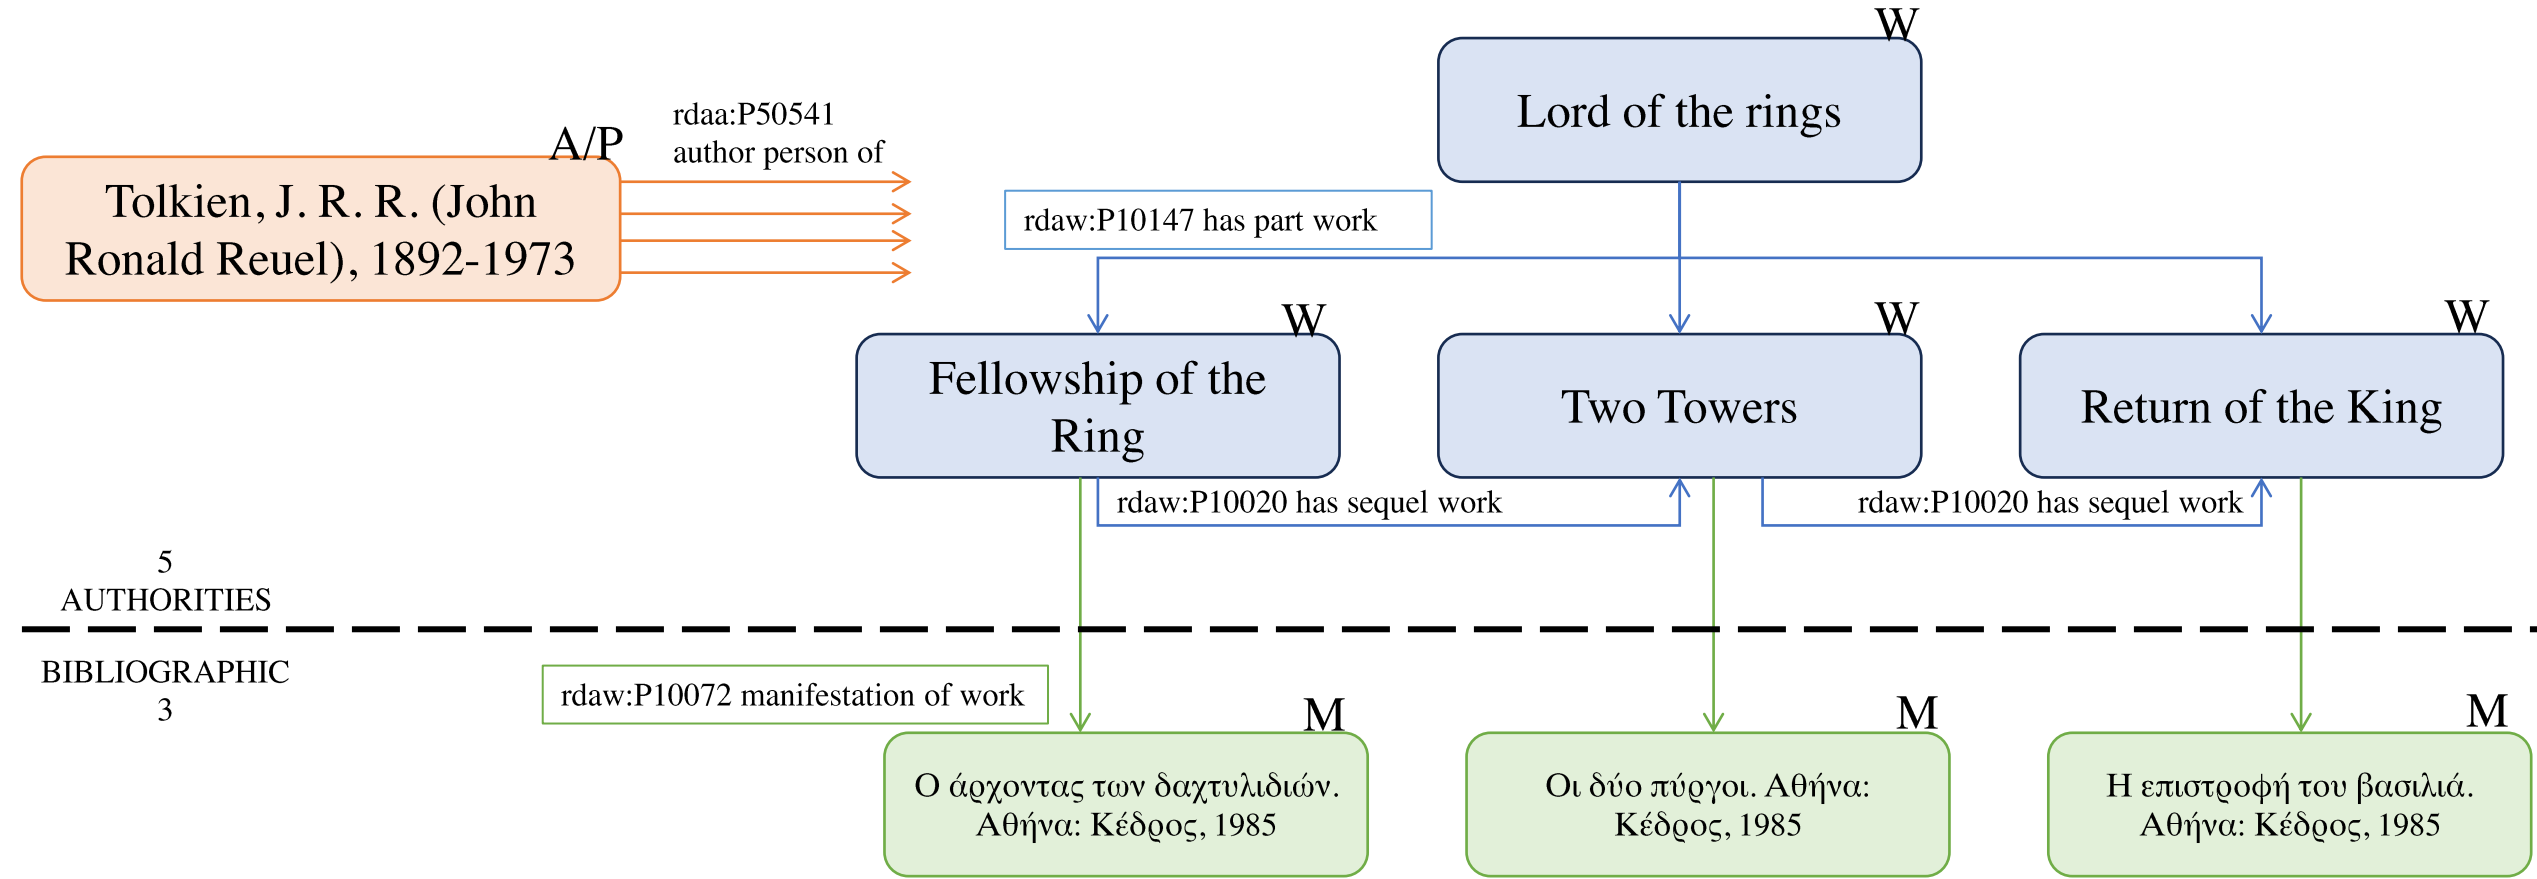 W
Lord of the rings
rdaa:P50541
author person of
A/P
Tolkien, J. R. R. (John
Ronald Reuel), 1892-1973
rdaw:P10147 has part work
W
Fellowship of the
Ring
W
Two Towers
W
Return of the King
rdaw:P10020 has sequel work
rdaw:P10020 has sequel work
5
AUTHORITIES
BIBLIOGRAPHIC
3
rdaw:P10072 manifestation of work
M
Ο άρχοντας των δαχτυλιδιών.
Αθήνα: Κέδρος, 1985
M
Οι δύο πύργοι. Αθήνα:
Κέδρος, 1985
M
Η επιστροφή του βασιλιά.
Αθήνα: Κέδρος, 1985